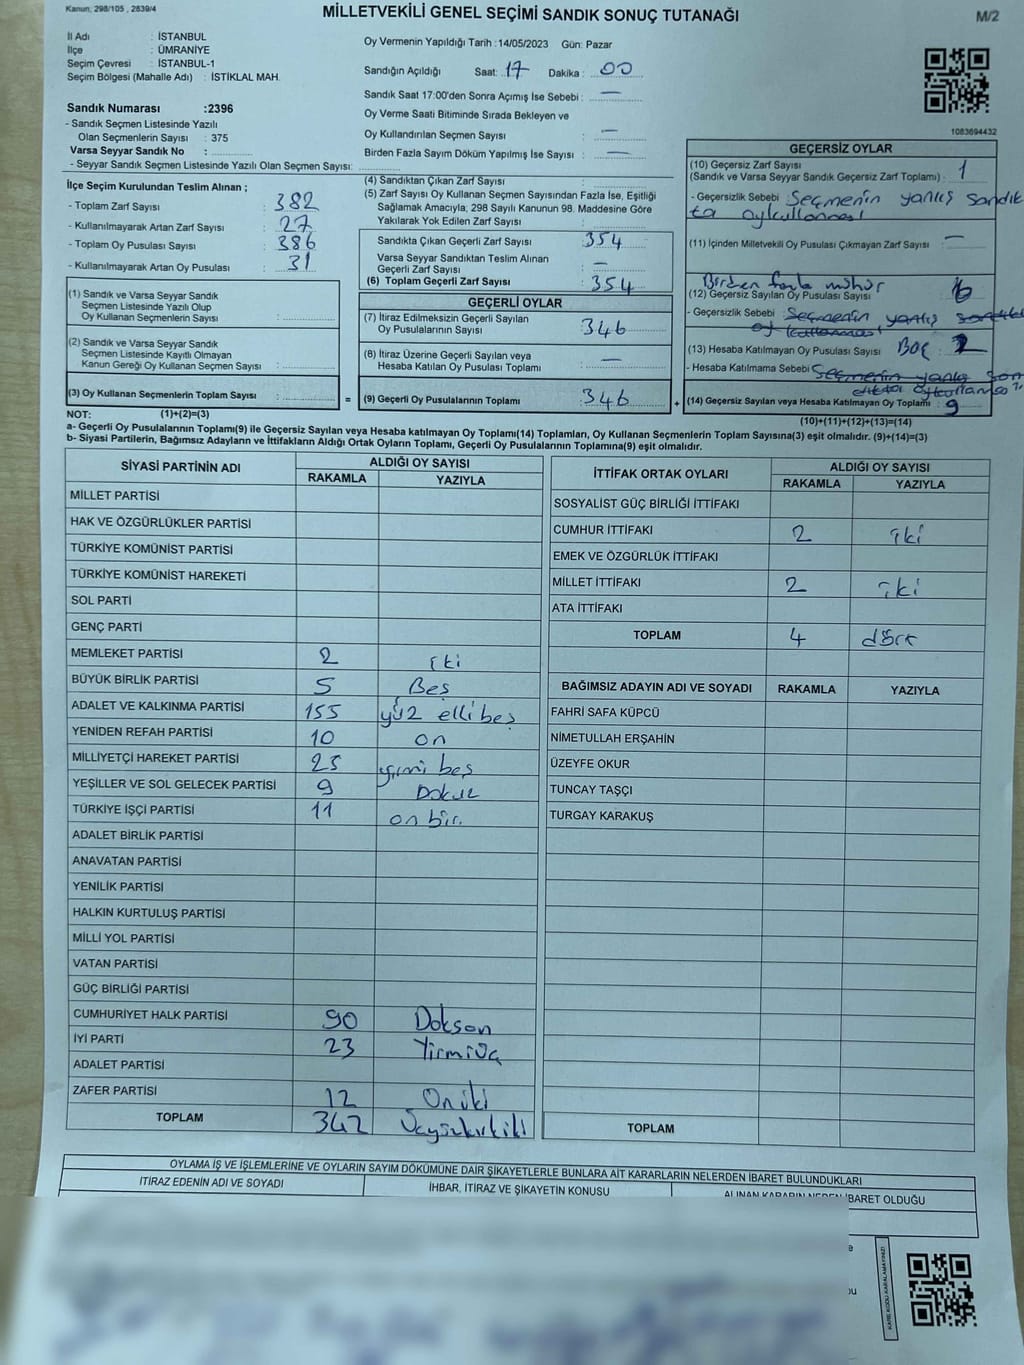 Kanun: 298/105 , 2839/4
MİLLETVEKİLİ GENEL SEÇİMİ SANDIK SONUÇ TUTANAĞI
M/2
İl Adı : İSTANBUL
İlçe : ÜMRANİYE
Seçim Çevresi : İSTANBUL-1
Seçim Bölgesi (Mahalle Adı) : İSTİKLAL MAH.
Sandık Numarası :2396
- Sandık Seçmen Listesinde Yazılı
Olan Seçmenlerin Sayısı : 375
Varsa Seyyar Sandık No :
- Seyyar Sandık Seçmen Listesinde Yazılı Olan Seçmen Sayısı:
Oy Vermenin Yapıldığı Tarih : 14/05/2023 Gün: Pazar
Sandığın Açıldığı Saat: 17 Dakika : 00
Sandık Saat 17:00'den Sonra Açımış İse Sebebi : —
Oy Verme Saati Bitiminde Sırada Bekleyen ve
Oy Kullandırılan Seçmen Sayısı : —
Birden Fazla Sayım Döküm Yapılmış İse Sayısı : —
1083694432
İlçe Seçim Kurulundan Teslim Alınan ;
- Toplam Zarf Sayısı : 382
- Kullanılmayarak Artan Zarf Sayısı : 27
- Toplam Oy Pusulası Sayısı : 386
- Kullanılmayarak Artan Oy Pusulası : 31
(1) Sandık ve Varsa Seyyar Sandık
Seçmen Listesinde Yazılı Olup
Oy Kullanan Seçmenlerin Sayısı :
(2) Sandık ve Varsa Seyyar Sandık
Seçmen Listesinde Kayıtlı Olmayan
Kanun Gereği Oy Kullanan Seçmen Sayısı :
(3) Oy Kullanan Seçmenlerin Toplam Sayısı : =
(4) Sandıktan Çıkan Zarf Sayısı :
(5) Zarf Sayısı Oy Kullanan Seçmen Sayısından Fazla İse, Eşitliği
Sağlamak Amacıyla, 298 Sayılı Kanunun 98. Maddesine Göre
Yakılarak Yok Edilen Zarf Sayısı :
Sandıkta Çıkan Geçerli Zarf Sayısı : 354
Varsa Seyyar Sandıktan Teslim Alınan
Geçerli Zarf Sayısı : —
(6) Toplam Geçerli Zarf Sayısı : 354
GEÇERLİ OYLAR
(7) İtiraz Edilmeksizin Geçerli Sayılan
Oy Pusulalarının Sayısı : 346
(8) İtiraz Üzerine Geçerli Sayılan veya
Hesaba Katılan Oy Pusulası Toplamı : —
(9) Geçerli Oy Pusulalarının Toplamı : 346 +
GEÇERSİZ OYLAR
(10) Geçersiz Zarf Sayısı
(Sandık ve Varsa Seyyar Sandık Geçersiz Zarf Toplamı) : 1
- Geçersizlik Sebebi : Seçmenin yanlış sandık
ta oy kullanması
(11) İçinden Milletvekili Oy Pusulası Çıkmayan Zarf Sayısı : —
Birden fazla mühür
(12) Geçersiz Sayılan Oy Pusulası Sayısı : 6
- Geçersizlik Sebebi : Seçmenin yanlış sandıkta
oy kullanması
(13) Hesaba Katılmayan Oy Pusulası Sayısı Boş 2
- Hesaba Katılmama Sebebi Seçmenin yanlış
(14) Geçersiz Sayılan veya Hesaba Katılmayan Oy Toplamı : 9
NOT: (1)+(2)=(3)
(10)+(11)+(12)+(13)=(14)
a- Geçerli Oy Pusulalarının Toplamı(9) ile Geçersiz Sayılan veya Hesaba katılmayan Oy Toplamı(14) Toplamları, Oy Kullanan Seçmenlerin Toplam Sayısına(3) eşit olmalıdır. (9)+(14)=(3)
b- Siyasi Partilerin, Bağımsız Adayların ve İttifakların Aldığı Ortak Oyların Toplamı, Geçerli Oy Pusulalarının Toplamına(9) eşit olmalıdır.
SİYASİ PARTİNİN ADI ALDIĞI OY SAYISI
RAKAMLA YAZIYLA
MİLLET PARTİSİ
HAK VE ÖZGÜRLÜKLER PARTİSİ
TÜRKİYE KOMÜNİST PARTİSİ
TÜRKİYE KOMÜNİST HAREKETİ
SOL PARTİ
GENÇ PARTİ
MEMLEKET PARTİSİ 2 iki
BÜYÜK BİRLİK PARTİSİ 5 Beş
ADALET VE KALKINMA PARTİSİ 155 yüz elli beş
YENİDEN REFAH PARTİSİ 10 on
MİLLİYETÇİ HAREKET PARTİSİ 25 yirmi beş
YEŞİLLER VE SOL GELECEK PARTİSİ 9 Dokuz
TÜRKİYE İŞÇİ PARTİSİ 11 on bir.
ADALET BİRLİK PARTİSİ
ANAVATAN PARTİSİ
YENİLİK PARTİSİ
HALKIN KURTULUŞ PARTİSİ
MİLLİ YOL PARTİSİ
VATAN PARTİSİ
GÜÇ BİRLİĞİ PARTİSİ
CUMHURİYET HALK PARTİSİ 90 Doksan
İYİ PARTİ 23 Yirmiüç
ADALET PARTİSİ
ZAFER PARTİSİ 12 Oniki
TOPLAM 342 Üçyüzkırkiki
İTTİFAK ORTAK OYLARI ALDIĞI OY SAYISI
RAKAMLA YAZIYLA
SOSYALİST GÜÇ BİRLİĞİ İTTİFAKI
CUMHUR İTTİFAKI 2 iki
EMEK VE ÖZGÜRLÜK İTTİFAKI
MİLLET İTTİFAKI 2 iki
ATA İTTİFAKI
TOPLAM 4 dört
BAĞIMSIZ ADAYIN ADI VE SOYADI RAKAMLA YAZIYLA
FAHRİ SAFA KÜPCÜ
NİMETULLAH ERŞAHİN
ÜZEYFE OKUR
TUNCAY TAŞÇI
TURGAY KARAKUŞ
TOPLAM
OYLAMA İŞ VE İŞLEMLERİNE VE OYLARIN SAYIM DÖKÜMÜNE DAİR ŞİKAYETLERLE BUNLARA AİT KARARLARIN NELERDEN İBARET BULUNDUKLARI
İTİRAZ EDENİN ADI VE SOYADI İHBAR, İTİRAZ VE ŞİKAYETİN KONUSU ALINAN KARARIN NEDEN İBARET OLDUĞU
KARE KODU KARALAMAYINIZ!